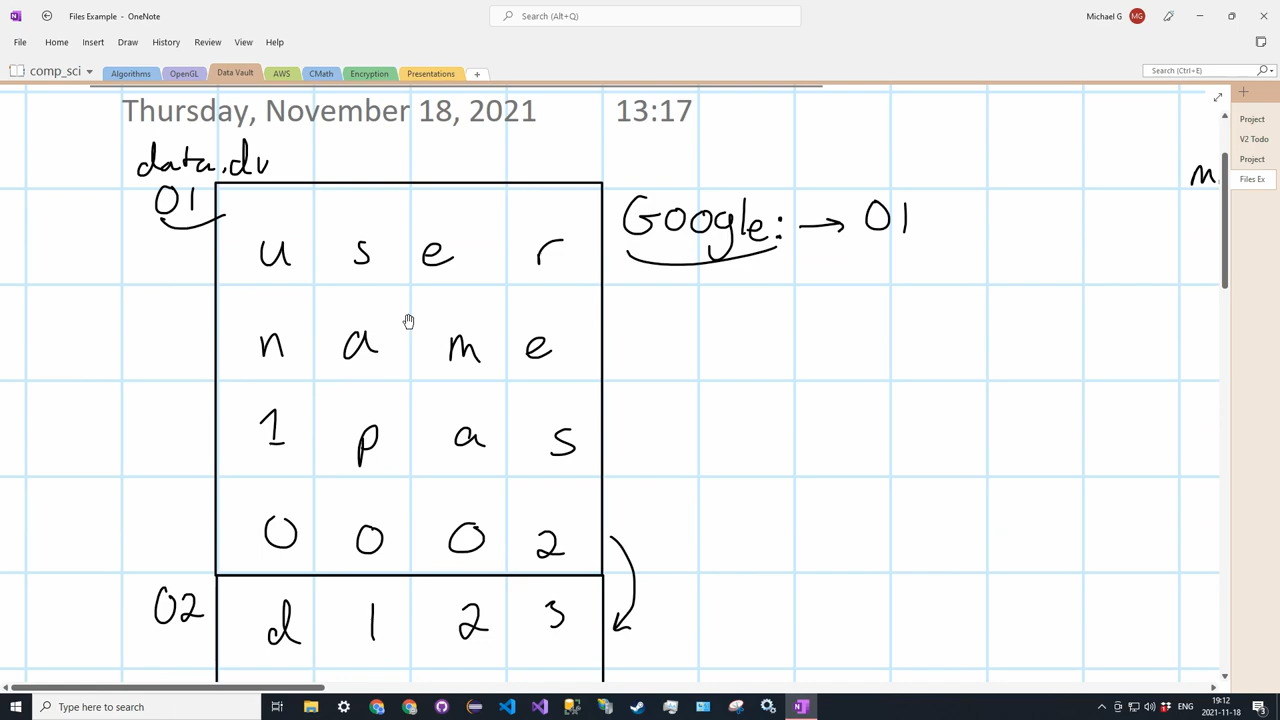 Files Example - OneNote
Search (Alt+Q)
Michael G
MG
File Home Insert Draw History Review View Help
comp_sci
Algorithms OpenGL Data Vault AWS CMath Encryption Presentations +
Search (Ctrl+E)
Thursday, November 18, 2021 13:17
Project
V2 Todo
Project
Files Ex
data.dv
m.
01
Google: → 01
u s e r
n a m e
1 p a s
0 0 0 2
02
d 1 2 3
Type here to search
ENG
19:12
2021-11-18